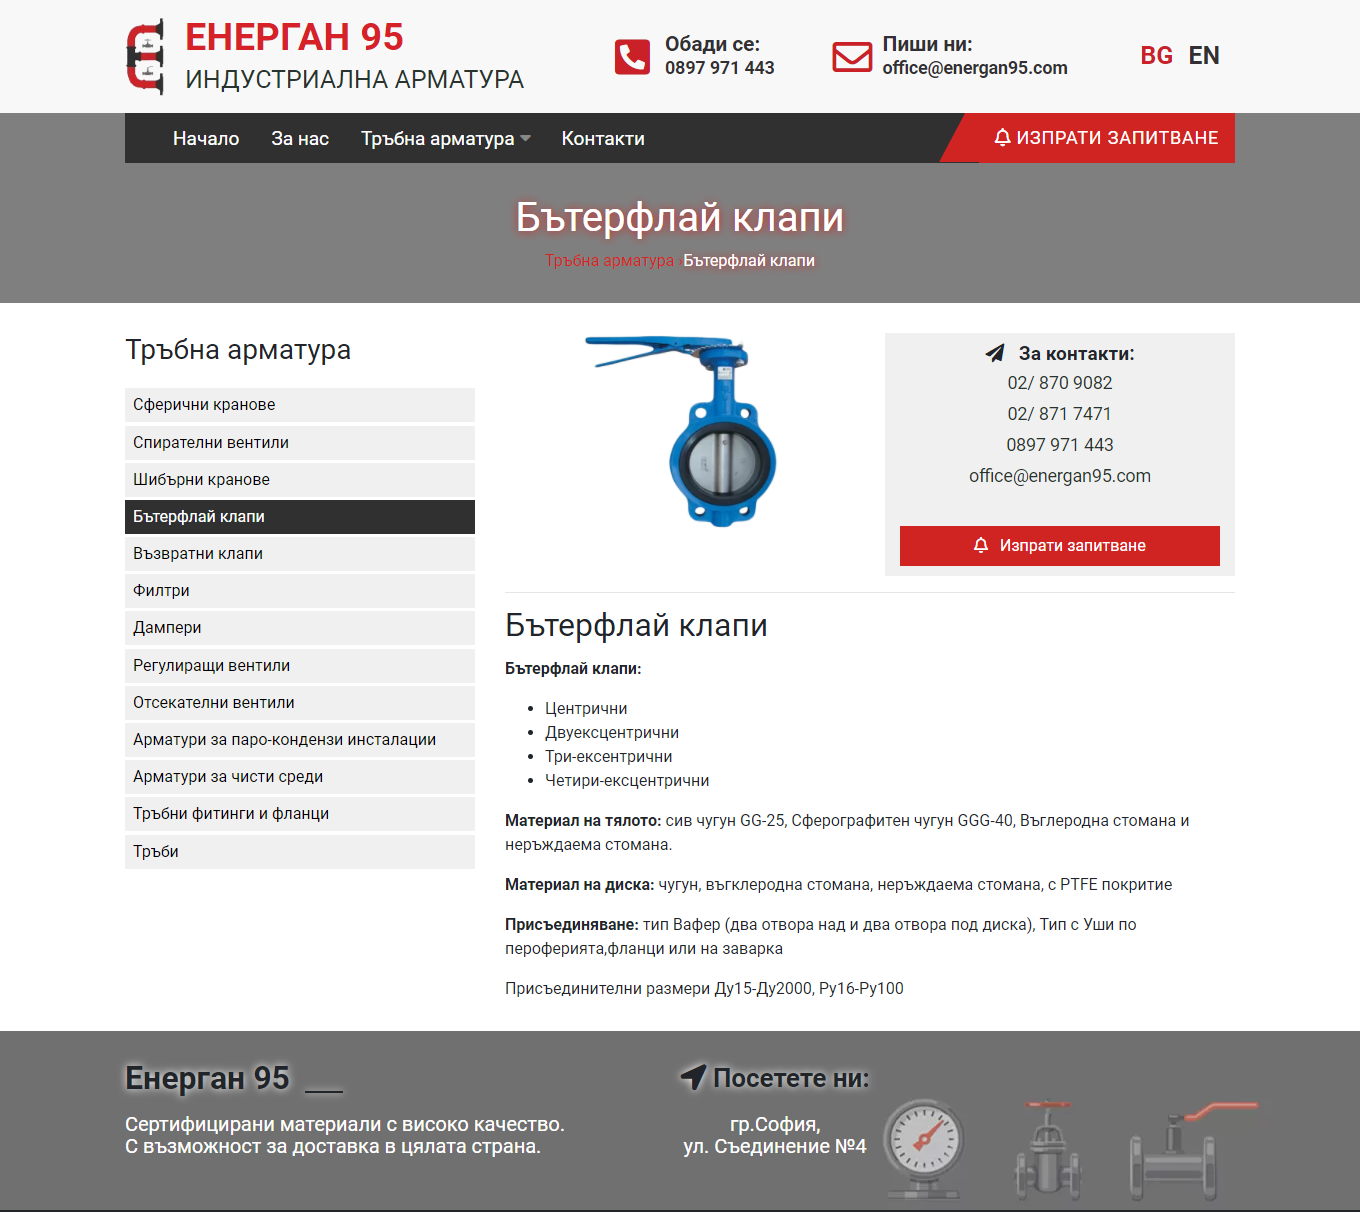 ЕНЕРГАН 95
ИНДУСТРИАЛНА АРМАТУРА
Обади се:
0897 971 443
Пиши ни:
office@energan95.com
BG EN
Начало За нас Тръбна арматура Контакти
ИЗПРАТИ ЗАПИТВАНЕ
Бътерфлай клапи
Тръбна арматура ›Бътерфлай клапи
Тръбна арматура
Сферични кранове
Спирателни вентили
Шибърни кранове
Бътерфлай клапи
Възвратни клапи
Филтри
Дампери
Регулиращи вентили
Отсекателни вентили
Арматури за паро-кондензи инсталации
Арматури за чисти среди
Тръбни фитинги и фланци
Тръби
За контакти:
02/ 870 9082
02/ 871 7471
0897 971 443
office@energan95.com
Изпрати запитване
Бътерфлай клапи
Бътерфлай клапи:
Центрични
Двуексцентрични
Три-ексентрични
Четири-ексцентрични
Материал на тялото: сив чугун GG-25, Сферографитен чугун GGG-40, Въглеродна стомана и
неръждаема стомана.
Материал на диска: чугун, въгклеродна стомана, неръждаема стомана, с PTFE покритие
Присъединяване: тип Вафер (два отвора над и два отвора под диска), Тип с Уши по
пероферията,фланци или на заварка
Присъединителни размери Ду15-Ду2000, Ру16-Ру100
Енерган 95
Сертифицирани материали с високо качество.
С възможност за доставка в цялата страна.
Посетете ни:
гр.София,
ул. Съединение №4